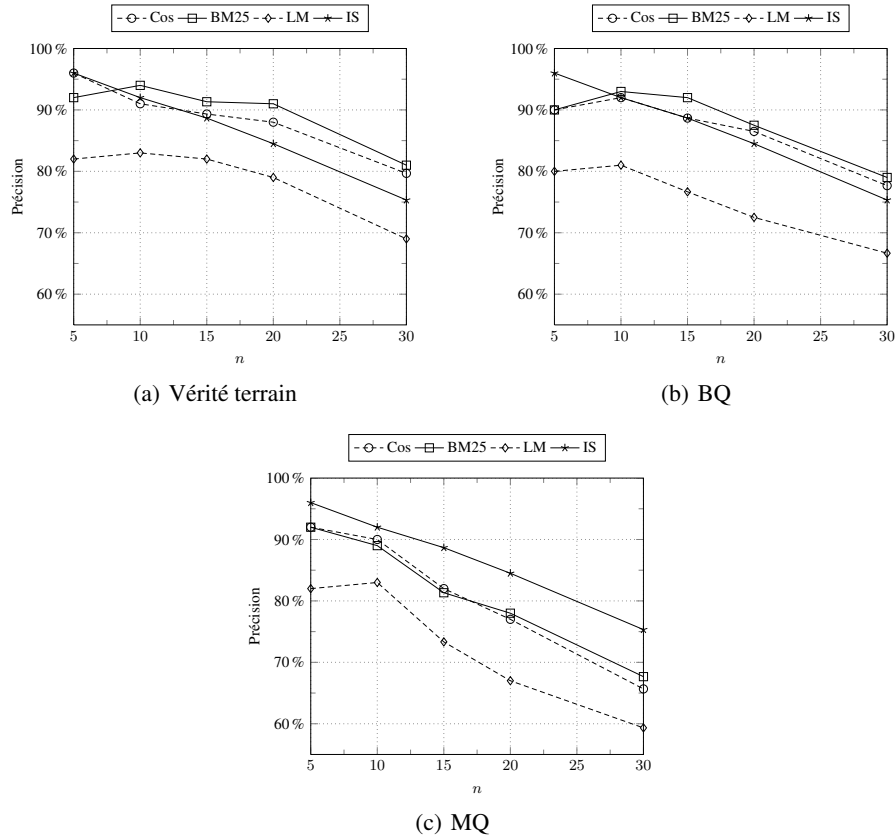 Cos BM25 LM IS
100 %
90 %
80 %
70 %
60 %
Précision
5 10 15 20 25 30
n
(a) Vérité terrain
Cos BM25 LM IS
100 %
90 %
80 %
70 %
60 %
Précision
5 10 15 20 25 30
n
(b) BQ
Cos BM25 LM IS
100 %
90 %
80 %
70 %
60 %
Précision
5 10 15 20 25 30
n
(c) MQ